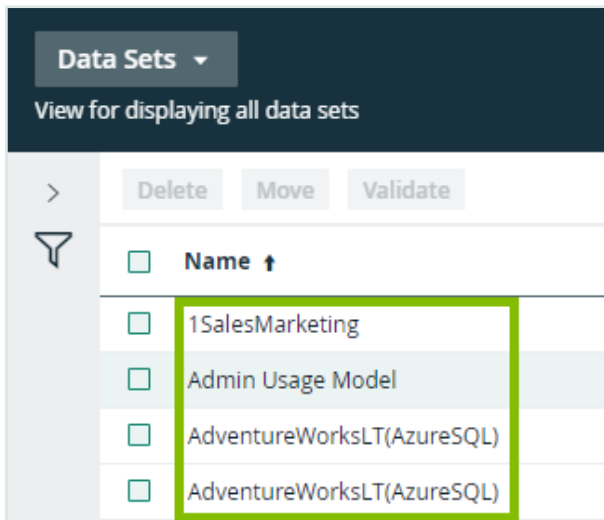 Data Sets
View for displaying all data sets
Delete Move Validate
Name
1SalesMarketing
Admin Usage Model
AdventureWorksLT(AzureSQL)
AdventureWorksLT(AzureSQL)